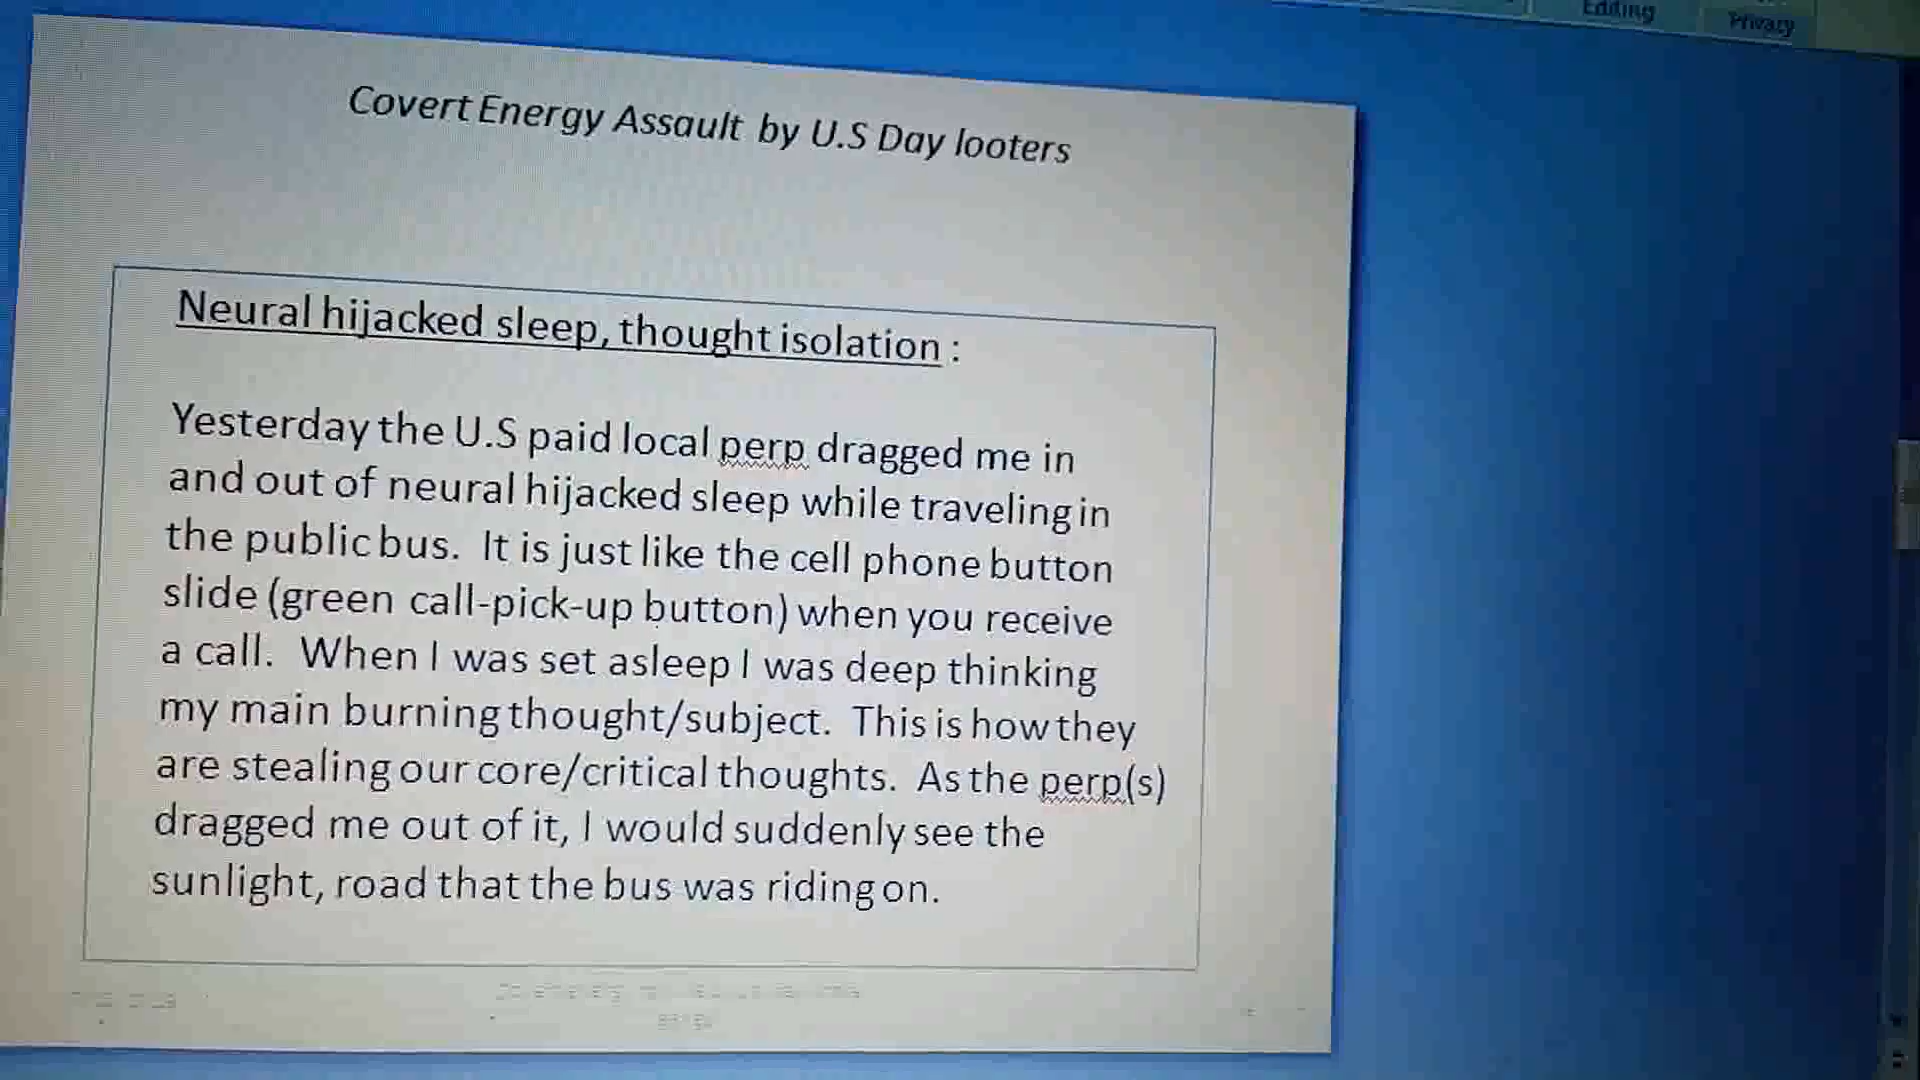 Editing
Privacy
Covert Energy Assault by U.S Day looters
Neural hijacked sleep, thought isolation :
Yesterday the U.S paid local perp dragged me in
and out of neural hijacked sleep while traveling in
the public bus. It is just like the cell phone button
slide (green call-pick-up button) when you receive
a call. When I was set asleep I was deep thinking
my main burning thought/subject. This is how they
are stealing our core/critical thoughts. As the perp(s)
dragged me out of it, I would suddenly see the
sunlight, road that the bus was riding on.